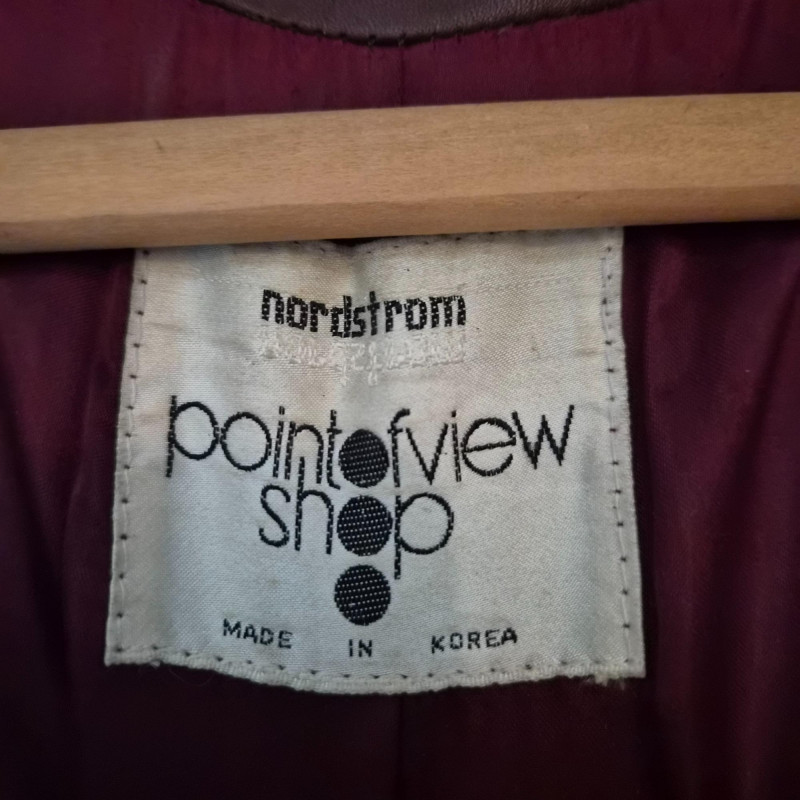 nordstrom
pointofview
shop
MADE IN KOREA